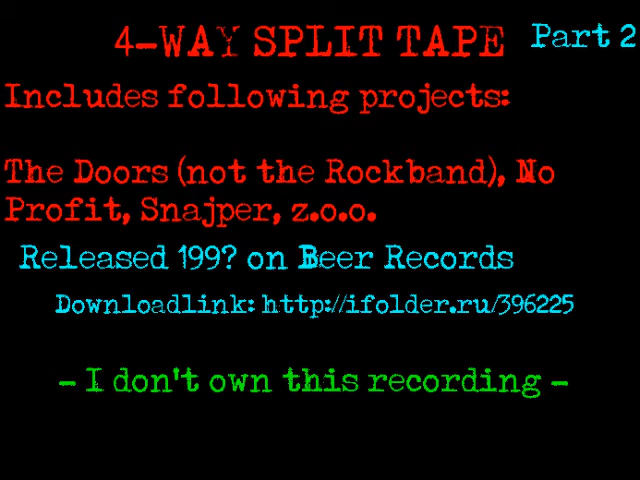 4-WAY SPLIT TAPE Part 2
Includes following projects:
The Doors (not the Rockband), No
Profit, Snajper, z.o.o.
Released 199? on Beer Records
Downloadlink: http://ifolder.ru/396225
- I don't own this recording -